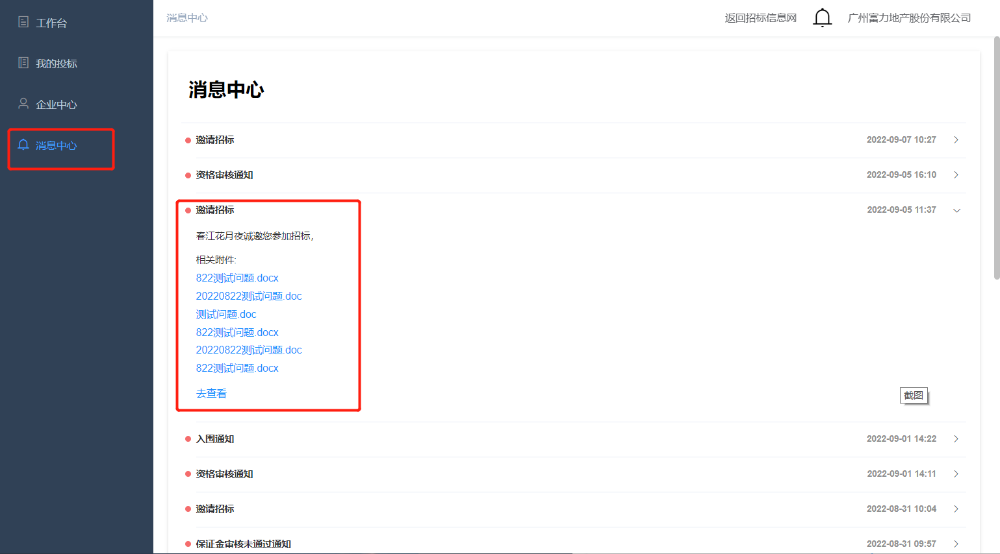 工作台
我的投标
企业中心
消息中心
消息中心
返回招标信息网
广州富力地产股份有限公司
消息中心
邀请招标 2022-09-07 10:27
资格审核通知 2022-09-05 16:10
邀请招标 2022-09-05 11:37
春江花月夜诚邀您参加招标,
相关附件:
822测试问题.docx
20220822测试问题.doc
测试问题.doc
822测试问题.docx
20220822测试问题.doc
822测试问题.docx
去查看
截图
入围通知 2022-09-01 14:22
资格审核通知 2022-09-01 14:11
邀请招标 2022-08-31 10:04
保证金审核未通过通知 2022-08-31 09:57